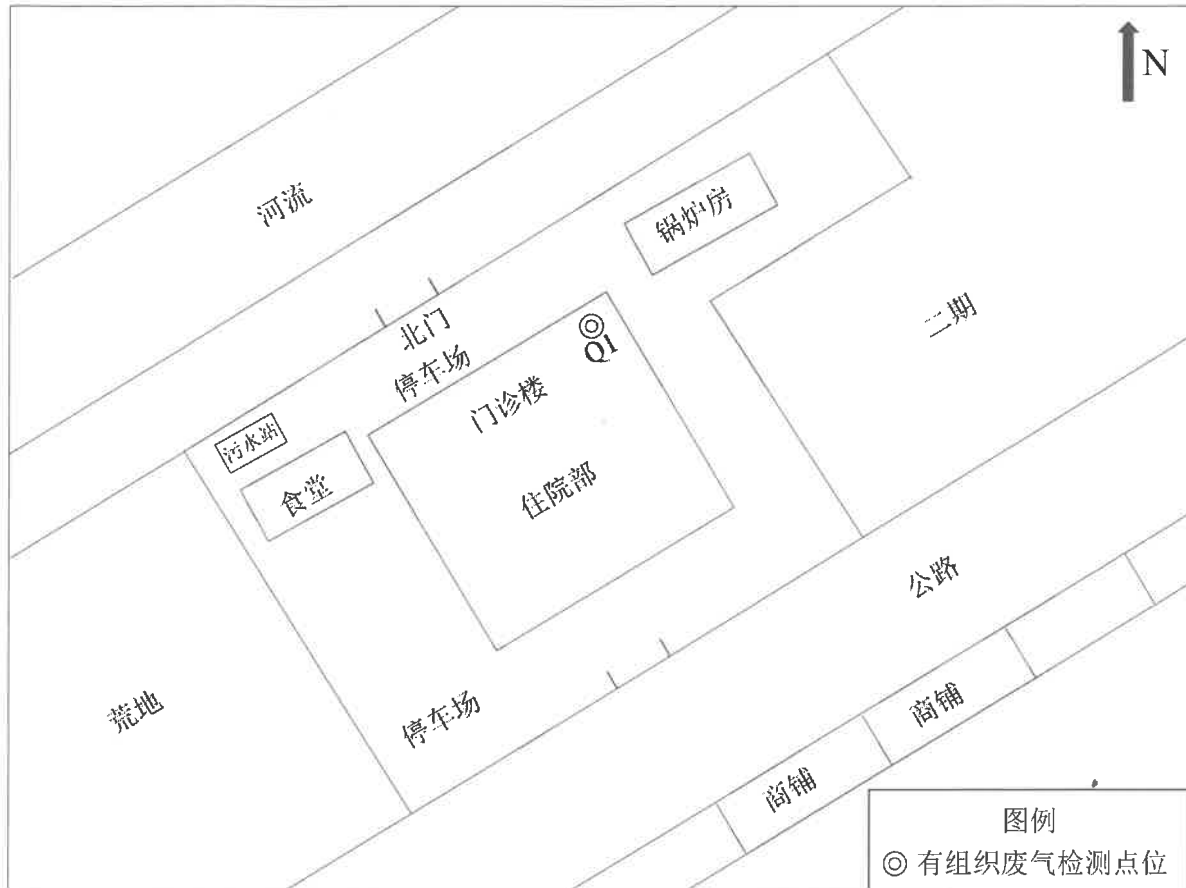 N
河流
锅炉房
二期
北门
停车场
Q1
门诊楼
污水站
食堂
住院部
公路
荒地
停车场
商铺
商铺
图例
◎ 有组织废气检测点位